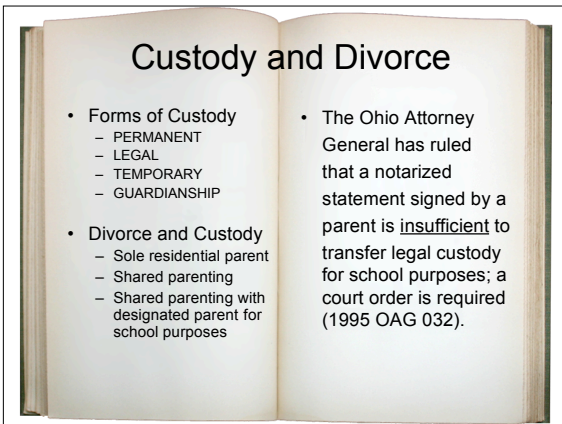 Custody and Divorce
• Forms of Custody
– PERMANENT
– LEGAL
– TEMPORARY
– GUARDIANSHIP
• Divorce and Custody
– Sole residential parent
– Shared parenting
– Shared parenting with
designated parent for
school purposes
• The Ohio Attorney
General has ruled
that a notarized
statement signed by a
parent is insufficient to
transfer legal custody
for school purposes; a
court order is required
(1995 OAG 032).